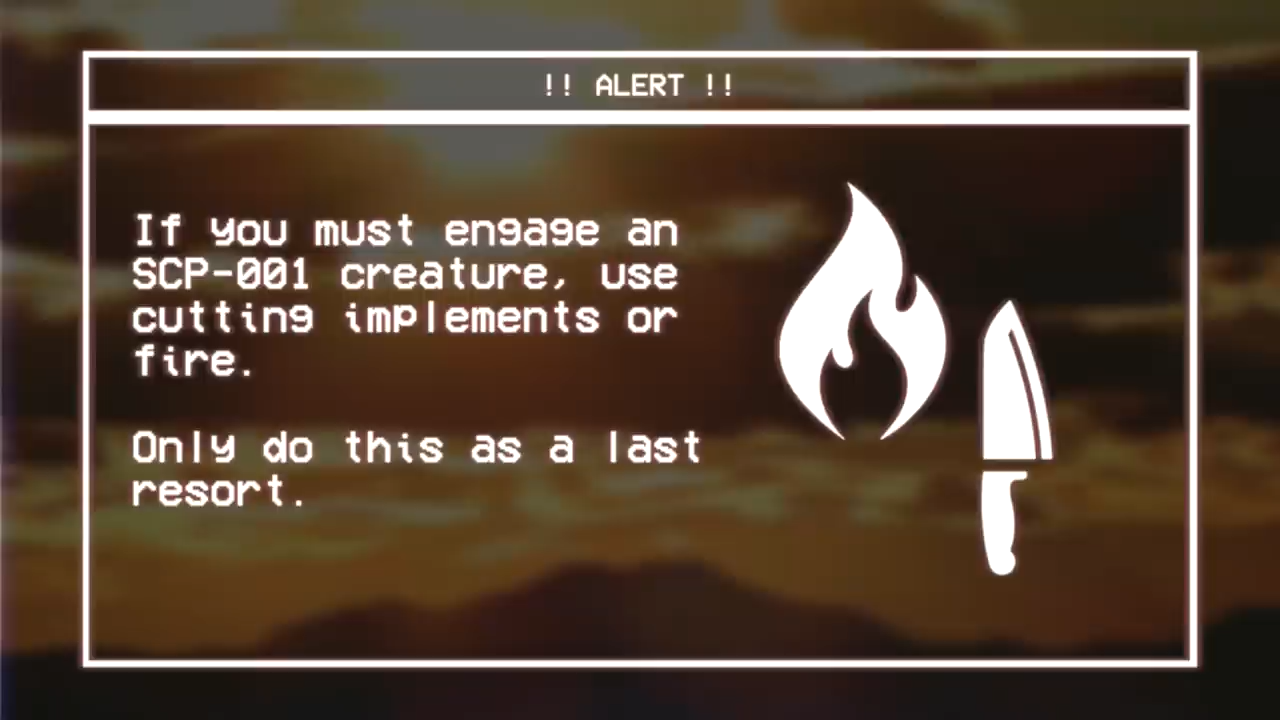 !! ALERT !!
If you must engage an
SCP-001 creature, use
cutting implements or
fire.
Only do this as a last
resort.